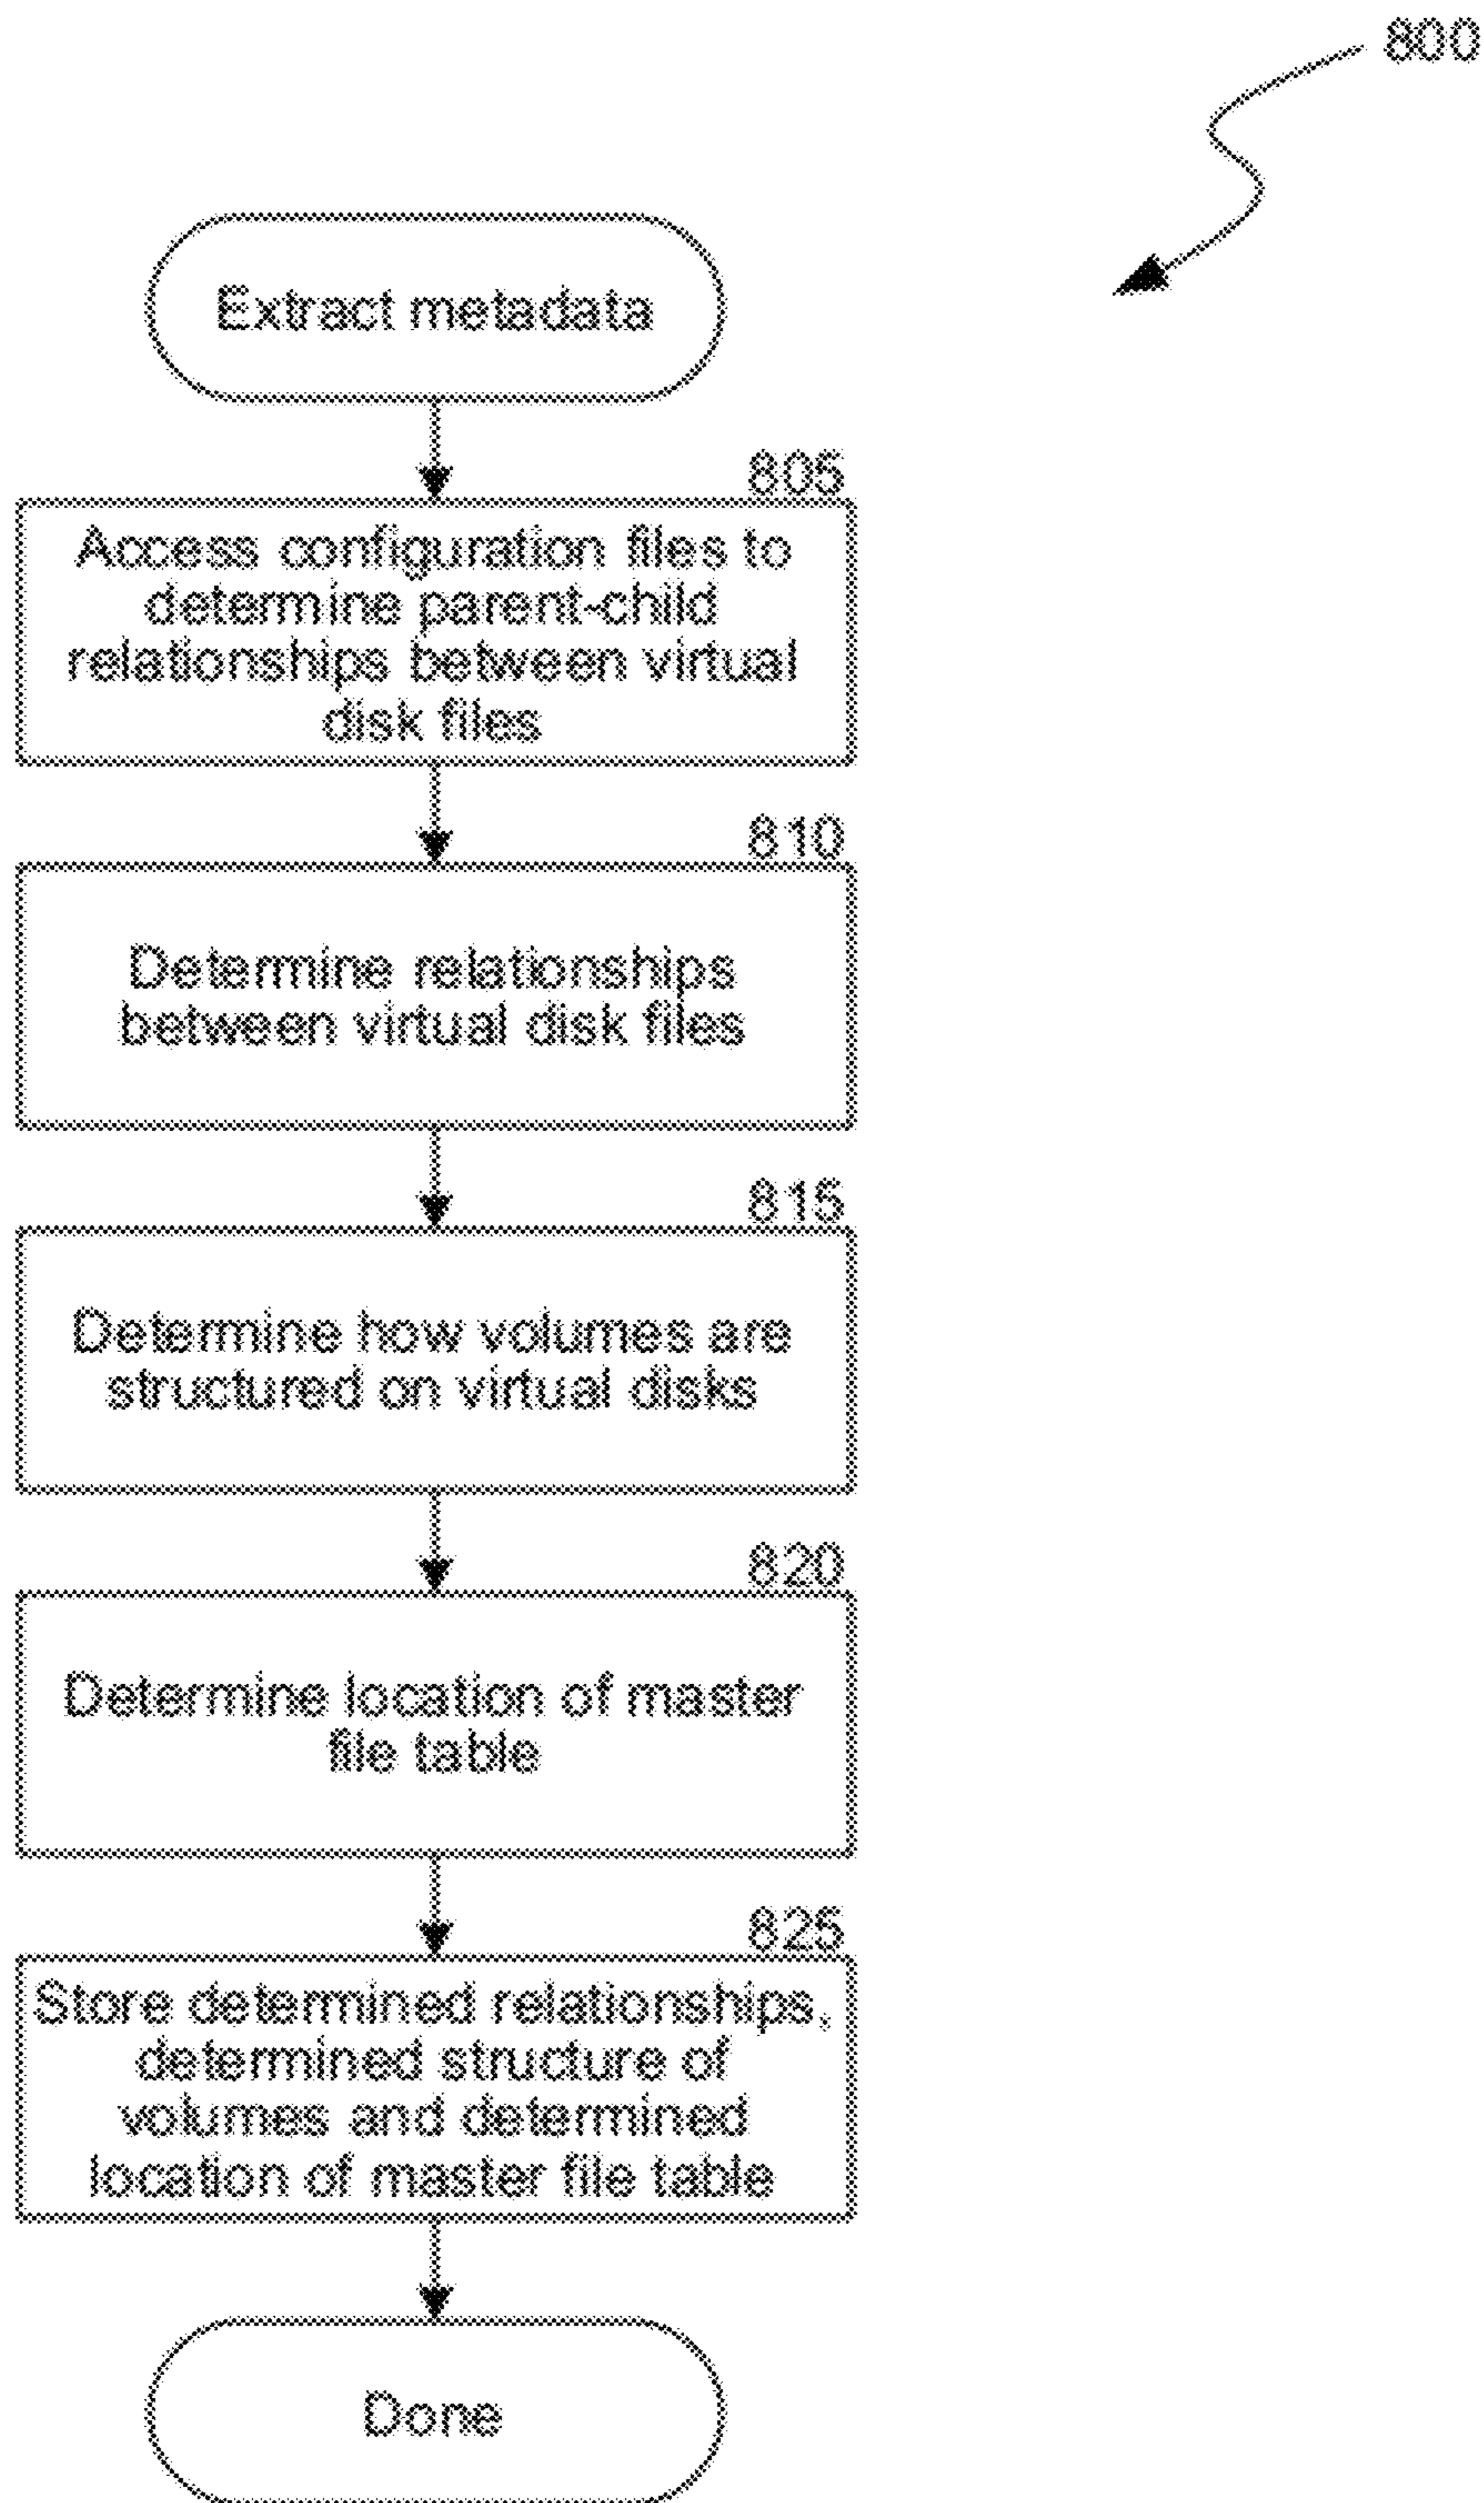 800
Extract metadata
805
Access configuration files to
determine parent-child
relationships between virtual
disk files
810
Determine relationships
between virtual disk files
815
Determine how volumes are
structured on virtual disks
820
Determine location of master
file table
825
Store determined relationships,
determined structure of
volumes and determined
location of master file table
Done